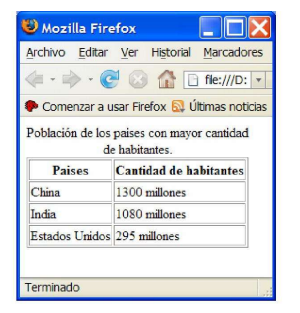 Mozilla Firefox
Archivo Editar Ver Historial Marcadores
file:///D:
Comenzar a usar Firefox Últimas noticias
Población de los paises con mayor cantidad
de habitantes.
Paises Cantidad de habitantes
China 1300 millones
India 1080 millones
Estados Unidos 295 millones
Terminado